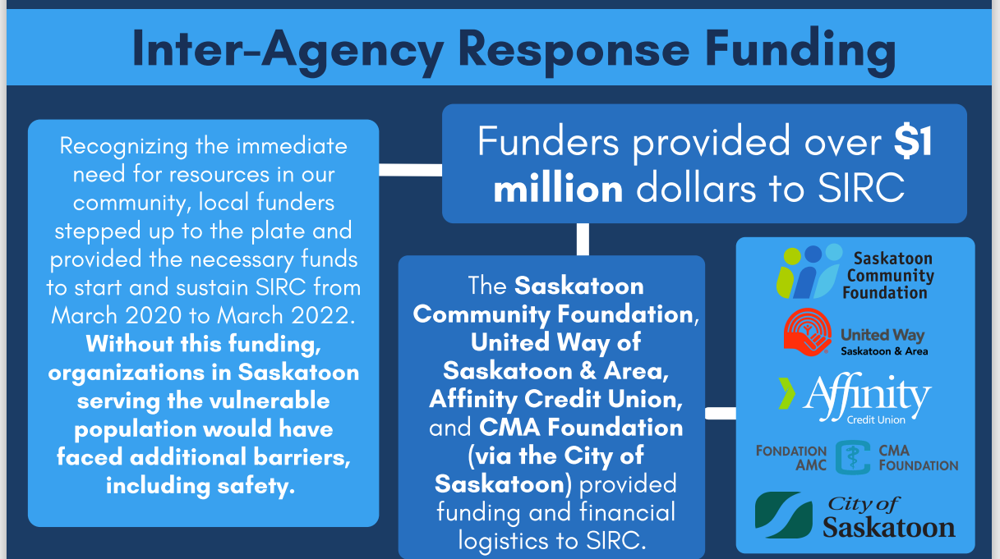 Inter-Agency Response Funding
Recognizing the immediate
need for resources in our
community, local funders
stepped up to the plate and
provided the necessary funds
to start and sustain SIRC from
March 2020 to March 2022.
Without this funding,
organizations in Saskatoon
serving the vulnerable
population would have
faced additional barriers,
including safety.
Funders provided over $1
million dollars to SIRC
The Saskatoon
Community Foundation,
United Way of
Saskatoon & Area,
Affinity Credit Union,
and CMA Foundation
(via the City of
Saskatoon) provided
funding and financial
logistics to SIRC.
Saskatoon
Community
Foundation
United Way
Saskatoon & Area
Affinity
Credit Union
FONDATION
AMC
CMA
FOUNDATION
City of
Saskatoon